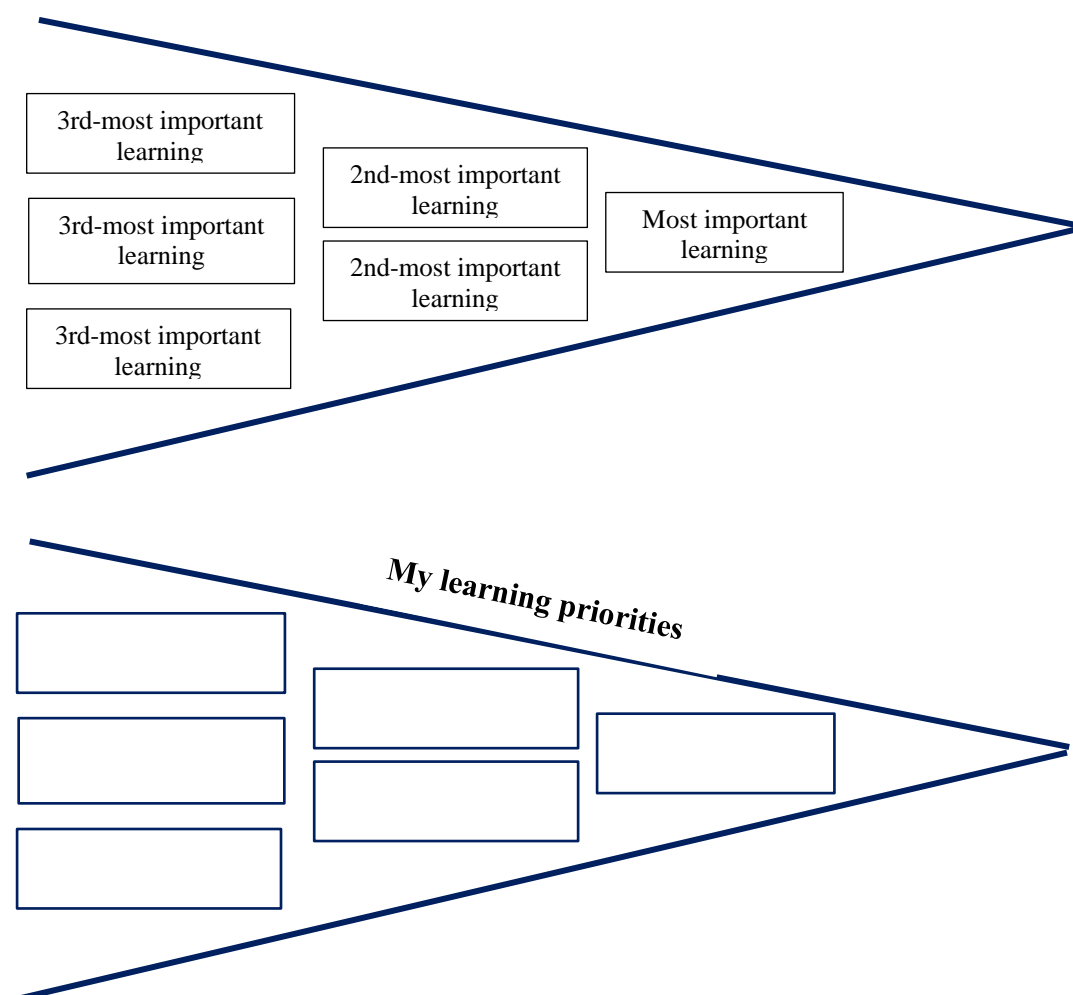 3rd-most important
learning
3rd-most important
learning
3rd-most important
learning
2nd-most important
learning
2nd-most important
learning
Most important
learning
My learning priorities